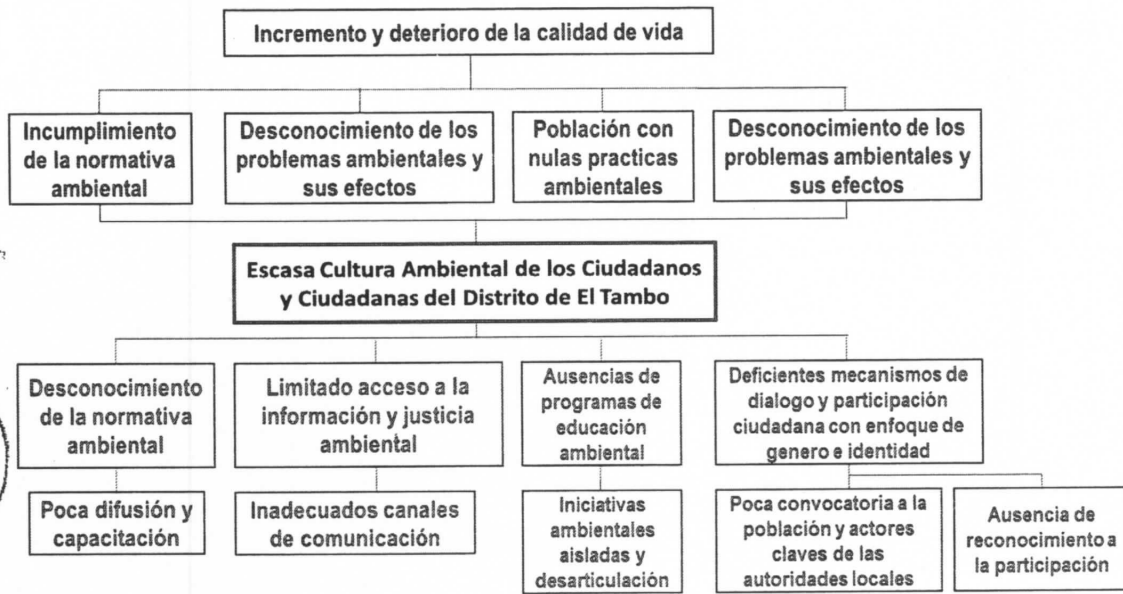 Incremento y deterioro de la calidad de vida
Incumplimiento
de la normativa
ambiental
Desconocimiento de los
problemas ambientales y
sus efectos
Población con
nulas practicas
ambientales
Desconocimiento de los
problemas ambientales y
sus efectos
Escasa Cultura Ambiental de los Ciudadanos
y Ciudadanas del Distrito de El Tambo
Desconocimiento
de la normativa
ambiental
Limitado acceso a la
información y justicia
ambiental
Ausencias de
programas de
educación
ambiental
Deficientes mecanismos de
dialogo y participación
ciudadana con enfoque de
genero e identidad
Poca difusión y
capacitación
Inadecuados canales
de comunicación
Iniciativas
ambientales
aisladas y
desarticulación
Poca convocatoria a la
población y actores
claves de las
autoridades locales
Ausencia de
reconocimiento a
la participación